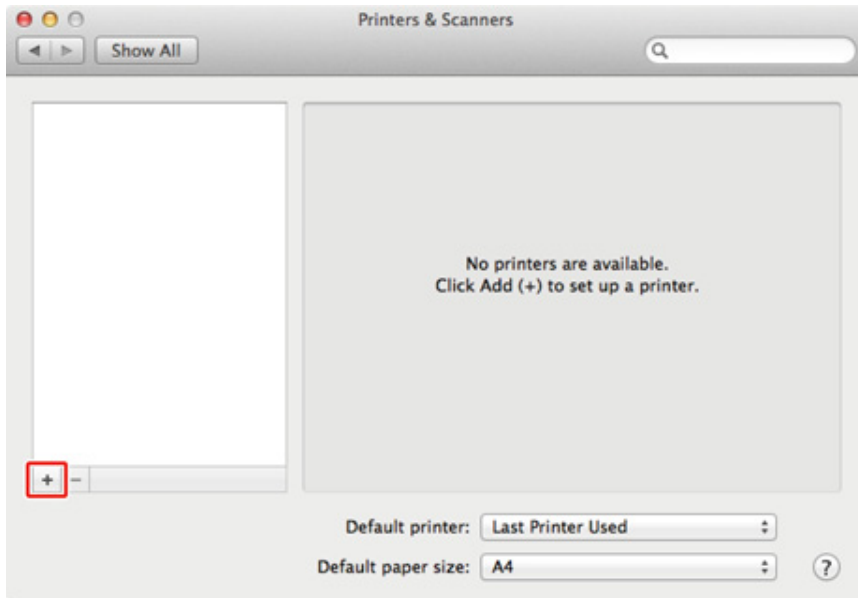 Printers & Scanners
Show All
No printers are available.
Click Add (+) to set up a printer.
+ -
Default printer: Last Printer Used
Default paper size: A4 ?